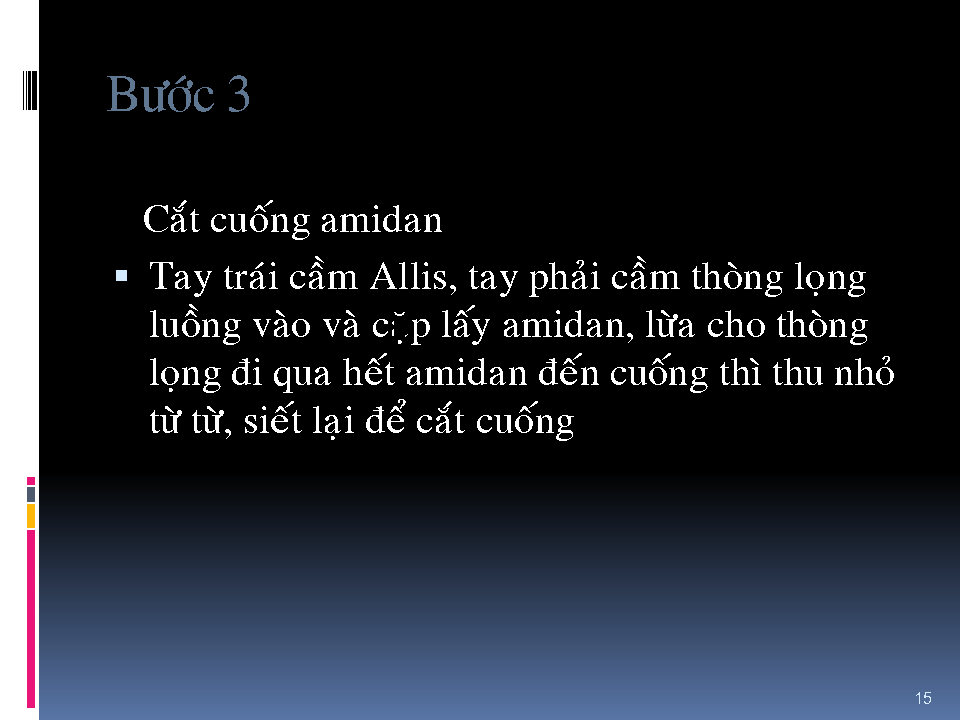 Bước 3
Cắt cuống amidan
Tay trái cầm Allis, tay phải cầm thòng lọng
luồng vào và cặp lấy amidan, lừa cho thòng
lọng đi qua hết amidan đến cuống thì thu nhỏ
từ từ, siết lại để cắt cuống
15